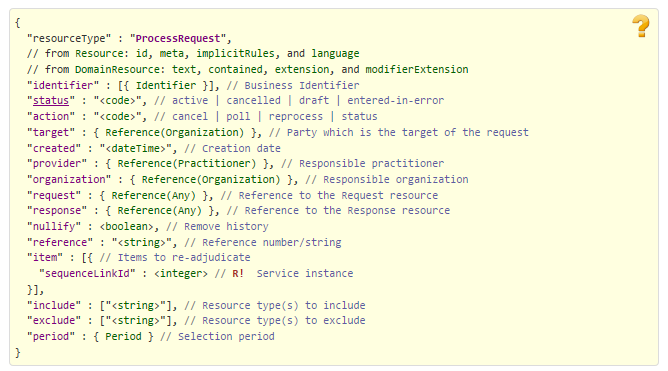 {
"resourceType" : "ProcessRequest",
// from Resource: id, meta, implicitRules, and language
// from DomainResource: text, contained, extension, and modifierExtension
"identifier" : [{ Identifier }], // Business Identifier
"status" : "<code>", // active | cancelled | draft | entered-in-error
"action" : "<code>", // cancel | poll | reprocess | status
"target" : { Reference(Organization) }, // Party which is the target of the request
"created" : "<dateTime>", // Creation date
"provider" : { Reference(Practitioner) }, // Responsible practitioner
"organization" : { Reference(Organization) }, // Responsible organization
"request" : { Reference(Any) }, // Reference to the Request resource
"response" : { Reference(Any) }, // Reference to the Response resource
"nullify" : <boolean>, // Remove history
"reference" : "<string>", // Reference number/string
"item" : [{ // Items to re-adjudicate
"sequenceLinkId" : <integer> // R!  Service instance
}],
"include" : ["<string>"], // Resource type(s) to include
"exclude" : ["<string>"], // Resource type(s) to exclude
"period" : { Period } // Selection period
}